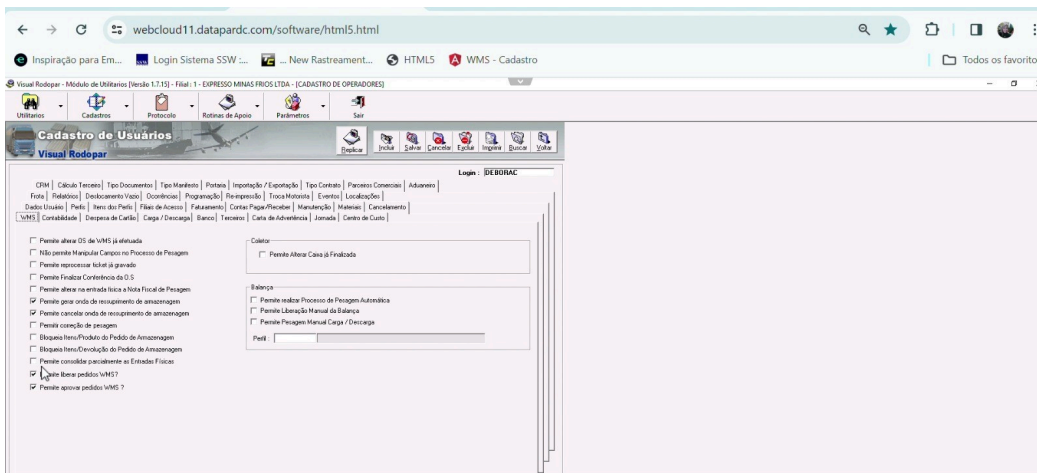 webcloud11.datapardc.com/software/html5.html
Inspiração para Em... Login Sistema SSW :... ... New Rastreament... HTML5 WMS - Cadastro Todos os favorito
Visual Rodopar - Módulo de Utilitarios [Versão 1.7.15] - Filial : 1 - EXPRESSO MINAS FRIOS LTDA - [CADASTRO DE OPERADORES]
Utilitarios Cadastros Protocolo Rotinas de Apoio Parâmetros Sair
Cadastro de Usuários
Visual Rodopar
Replicar Incluir Salvar Cancelar Excluir Imprimir Buscar Voltar
Login : DEBORAC
CRM Cálculo Terceiro Tipo Documentos Tipo Manifesto Portaria Importação / Exportação Tipo Contrato Parceiros Comerciais Aduaneiro
Frota Relatórios Deslocamento Vazio Ocorrências Programação Re-impressão Troca Motorista Eventos Localizações
Dados Usuário Perfis Itens do Perfis Filiais de Acesso Faturamento Contas Pagar/Receber Manutenção Materiais Cancelamento
WMS Contabilidade Despesa de Cartão Carga / Descarga Banco Terceiros Carta de Advertência Jornada Centro de Custo
Permite alterar OS de WMS já efetuada
Não permite Manipular Campos no Processo de Pesagem
Permite reprocessar ticket já gravado
Permite Finalizar Conferência da O.S
Permite alterar na entrada física a Nota Fiscal de Pesagem
Permite gerar onda de ressuprimento de armazenagem
Permite cancelar onda de ressuprimento de armazenagem
Permitir correção de pesagem
Bloqueia Itens/Produto do Pedido de Armazenagem
Bloqueia Itens/Devolução do Pedido de Armazenagem
Permite consolidar parcialmente as Entradas Físicas
liberar pedidos WMS?
Permite aprovar pedidos WMS ?
Coletor
Permite Alterar Caixa já Finalizada
Balança
Permite realizar Processo de Pesagem Automática
Permite Liberação Manual da Balança
Permite Pesagem Manual Carga / Descarga
Perfil :